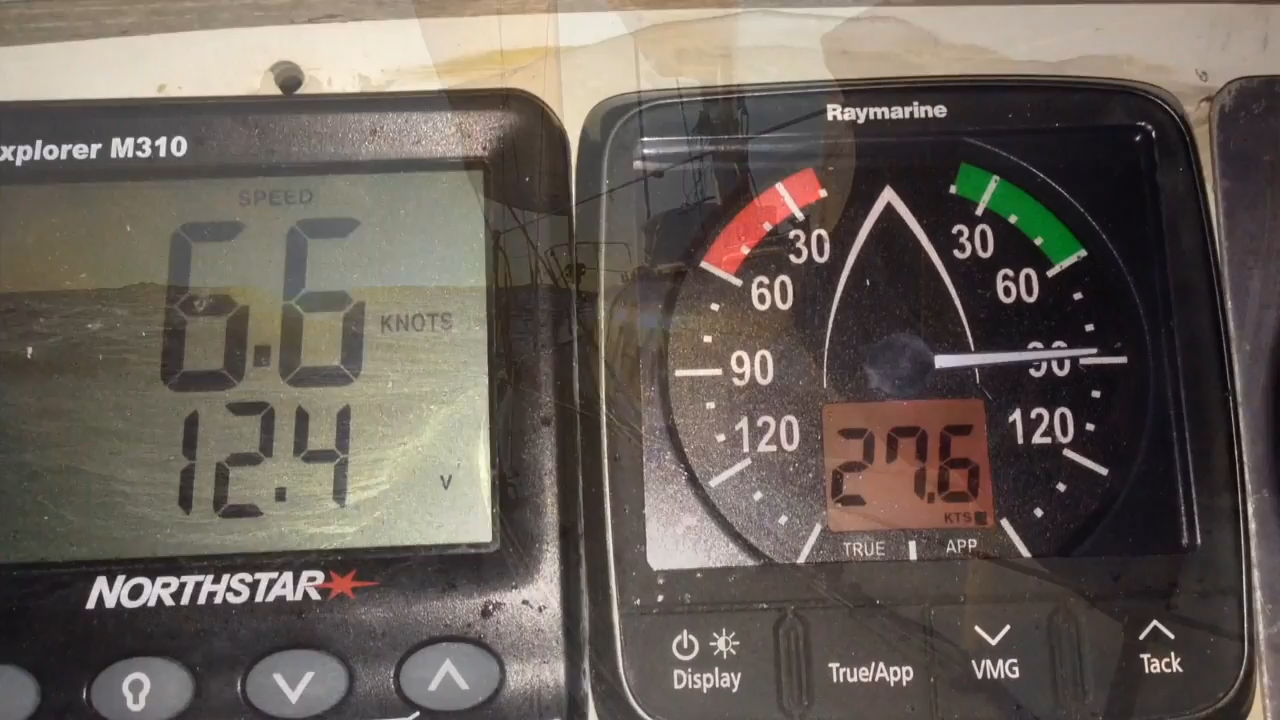 xplorer M310
SPEED
6.6
KNOTS
12.4
V
NORTHSTAR
Raymarine
30
30
60
60
90
90
120
120
27.6
KTS
TRUE
APP
Display
True/App
VMG
Tack